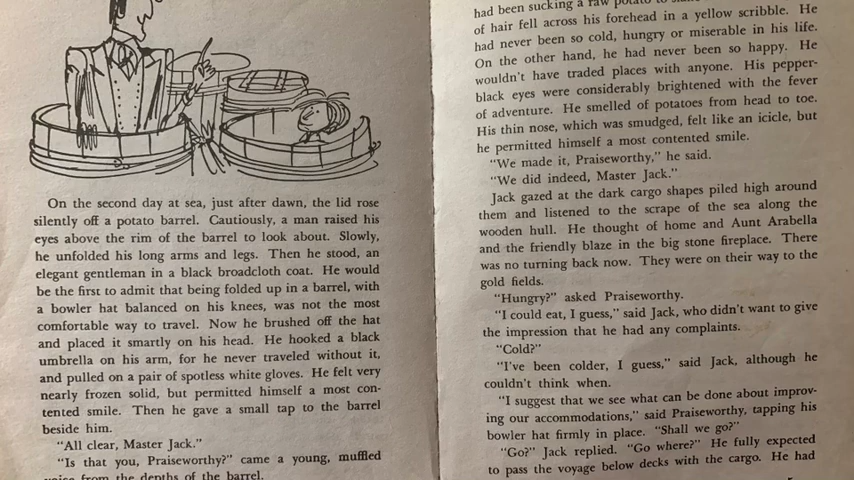 On the second day at sea, just after dawn, the lid rose
silently off a potato barrel. Cautiously, a man raised his
eyes above the rim of the barrel to look about. Slowly,
he unfolded his long arms and legs. Then he stood, an
elegant gentleman in a black broadcloth coat. He would
be the first to admit that being folded up in a barrel, with
a bowler hat balanced on his knees, was not the most
comfortable way to travel. Now he brushed off the hat
and placed it smartly on his head. He hooked a black
umbrella on his arm, for he never traveled without it,
and pulled on a pair of spotless white gloves. He felt very
nearly frozen solid, but permitted himself a most con-
tented smile. Then he gave a small tap to the barrel
beside him.
"All clear, Master Jack."
"Is that you, Praiseworthy?" came a young, muffled
voice from the depths of the barrel.
had been sucking a raw potato to
of hair fell across his forehead in a yellow scribble. He
had never been so cold, hungry or miserable in his life.
On the other hand, he had never been so happy. He
wouldn't have traded places with anyone. His pepper-
black eyes were considerably brightened with the fever
of adventure. He smelled of potatoes from head to toe.
His thin nose, which was smudged, felt like an icicle, but
he permitted himself a most contented smile.
"We made it, Praiseworthy," he said.
"We did indeed, Master Jack."
Jack gazed at the dark cargo shapes piled high around
them and listened to the scrape of the sea along the
wooden hull. He thought of home and Aunt Arabella
and the friendly blaze in the big stone fireplace. There
was no turning back now. They were on their way to the
gold fields.
"Hungry?" asked Praiseworthy.
"I could eat, I guess," said Jack, who didn't want to give
the impression that he had any complaints.
"Cold?"
"I've been colder, I guess," said Jack, although he
couldn't think when.
"I suggest that we see what can be done about improv-
ing our accommodations," said Praiseworthy, tapping his
bowler hat firmly in place. "Shall we go?"
"Go?" Jack replied. "Go where?" He fully expected
to pass the voyage below decks with the cargo. He had